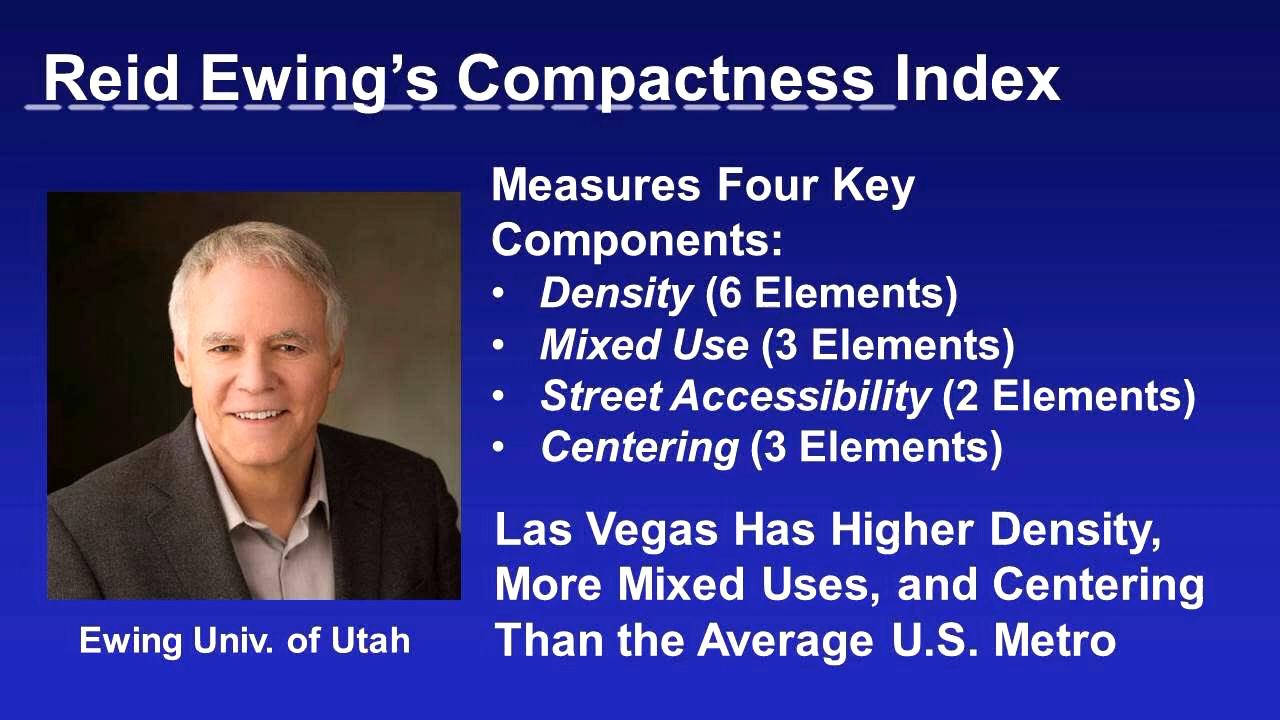 Reid Ewing’s Compactness Index
Measures Four Key
Components:
• Density (6 Elements)
• Mixed Use (3 Elements)
• Street Accessibility (2 Elements)
• Centering (3 Elements)
Las Vegas Has Higher Density,
More Mixed Uses, and Centering
Than the Average U.S. Metro
Ewing Univ. of Utah